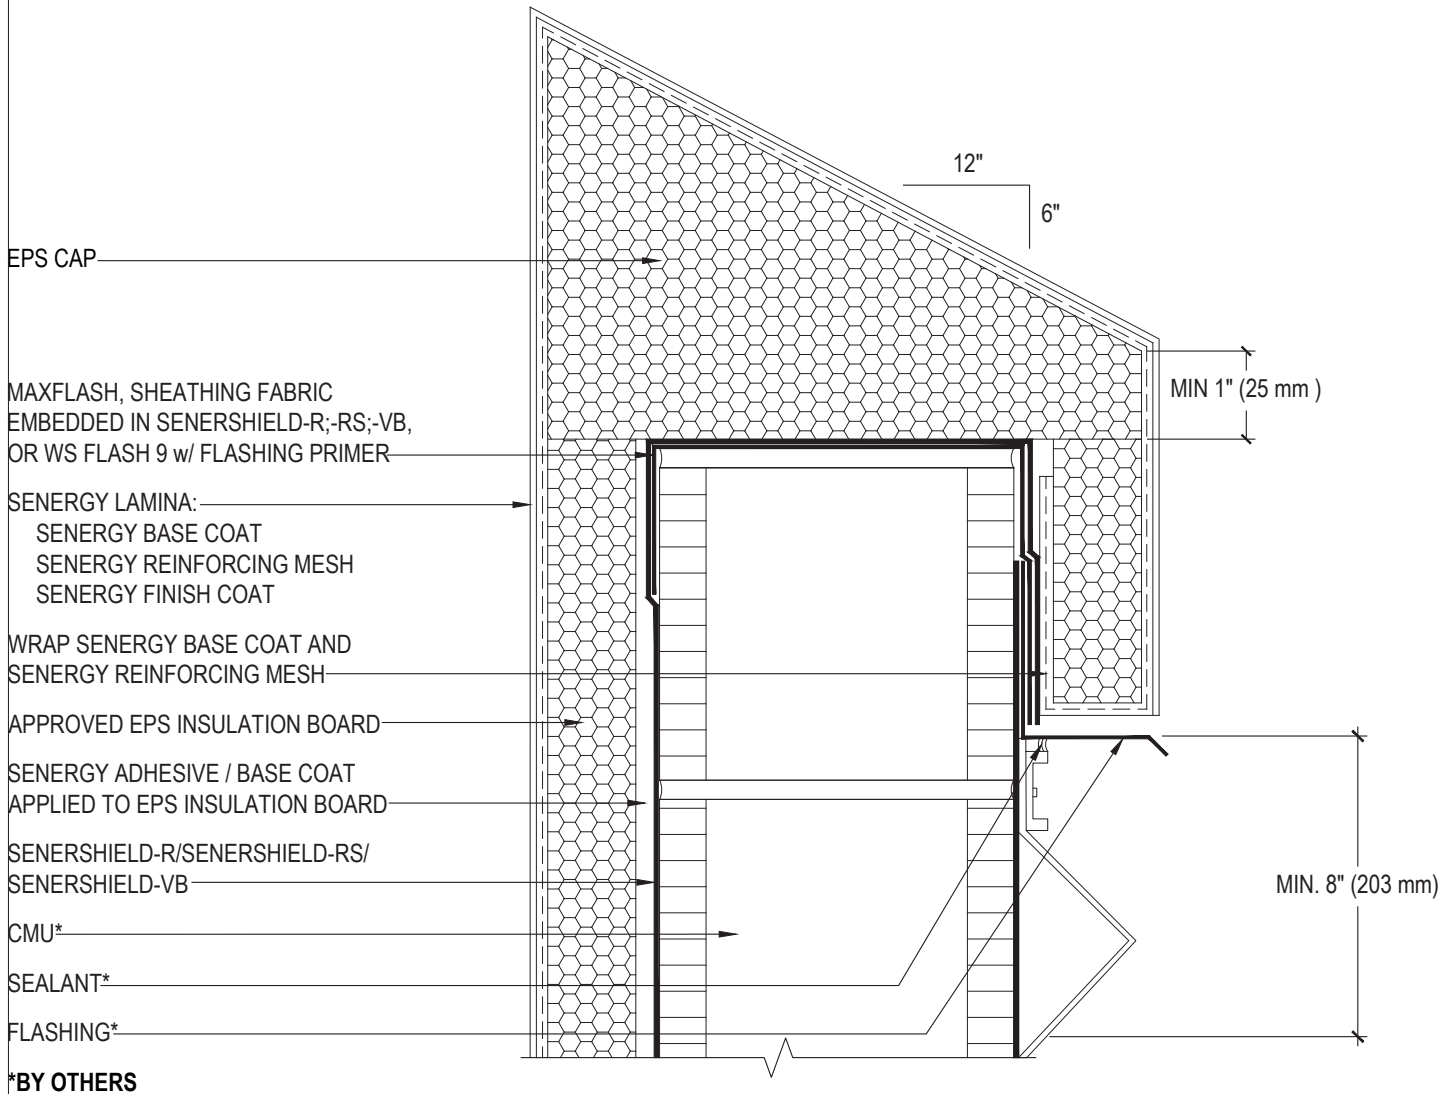 12"
6"
EPS CAP
MIN 1" (25 mm )
MAXFLASH, SHEATHING FABRIC
EMBEDDED IN SENERSHIELD-R;-RS;-VB,
OR WS FLASH 9 w/ FLASHING PRIMER
SENERGY LAMINA:
SENERGY BASE COAT
SENERGY REINFORCING MESH
SENERGY FINISH COAT
WRAP SENERGY BASE COAT AND
SENERGY REINFORCING MESH
APPROVED EPS INSULATION BOARD
SENERGY ADHESIVE / BASE COAT
APPLIED TO EPS INSULATION BOARD
SENERSHIELD-R/SENERSHIELD-RS/
SENERSHIELD-VB
MIN. 8" (203 mm)
CMU*
SEALANT*
FLASHING*
*BY OTHERS